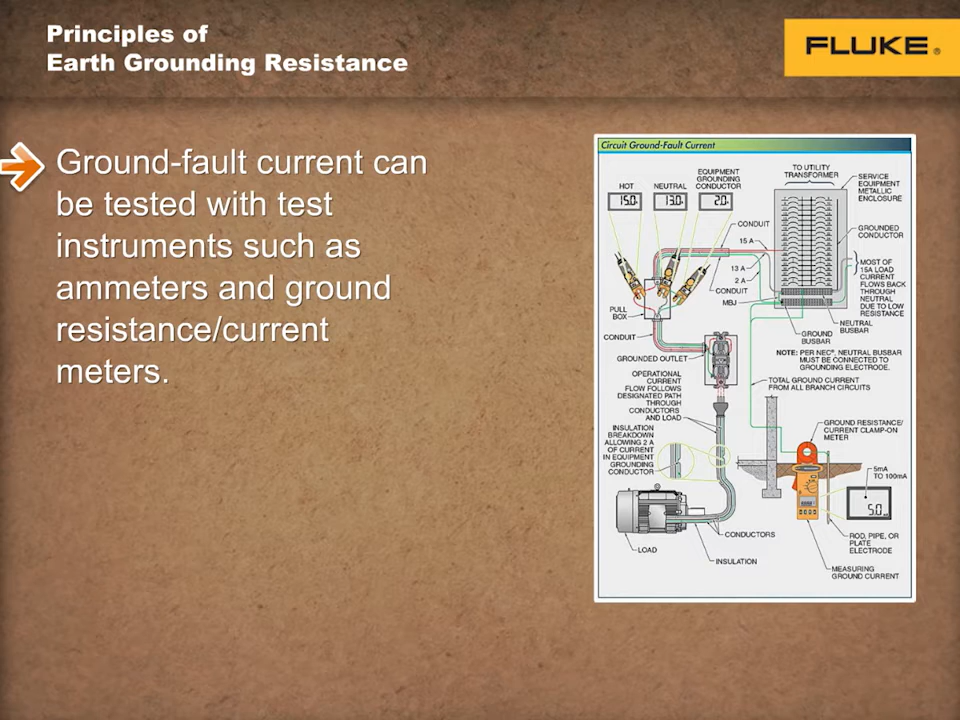 Principles of
Earth Grounding Resistance
FLUKE®
Ground-fault current can
be tested with test
instruments such as
ammeters and ground
resistance/current
meters.
Circuit Ground-Fault Current
HOT
15.0
NEUTRAL
13.0
EQUIPMENT
GROUNDING
CONDUCTOR
2.0
TO UTILITY
TRANSFORMER
SERVICE
EQUIPMENT
METALLIC
ENCLOSURE
GROUNDED
CONDUCTOR
MOST OF
15A LOAD
CURRENT
FLOWS BACK
THROUGH
NEUTRAL
DUE TO LOW
RESISTANCE
CONDUIT
15 A
13 A
2 A
CONDUIT
MBJ
PULL
BOX
CONDUIT
NEUTRAL
BUSBAR
GROUND
BUSBAR
GROUNDED OUTLET
NOTE: PER NEC®, NEUTRAL BUSBAR
MUST BE CONNECTED TO
GROUNDING ELECTRODE.
OPERATIONAL
CURRENT
FLOW FOLLOWS
DESIGNATED PATH
THROUGH
CONDUCTORS
AND LOAD
TOTAL GROUND CURRENT
FROM ALL BRANCH CIRCUITS
INSULATION
BREAKDOWN
ALLOWING 2 A
OF CURRENT
IN EQUIPMENT
GROUNDING
CONDUCTOR
GROUND RESISTANCE/
CURRENT CLAMP-ON
METER
5mA
TO 100mA
5.0
LOAD
CONDUCTORS
INSULATION
ROD, PIPE, OR
PLATE
ELECTRODE
MEASURING
GROUND CURRENT